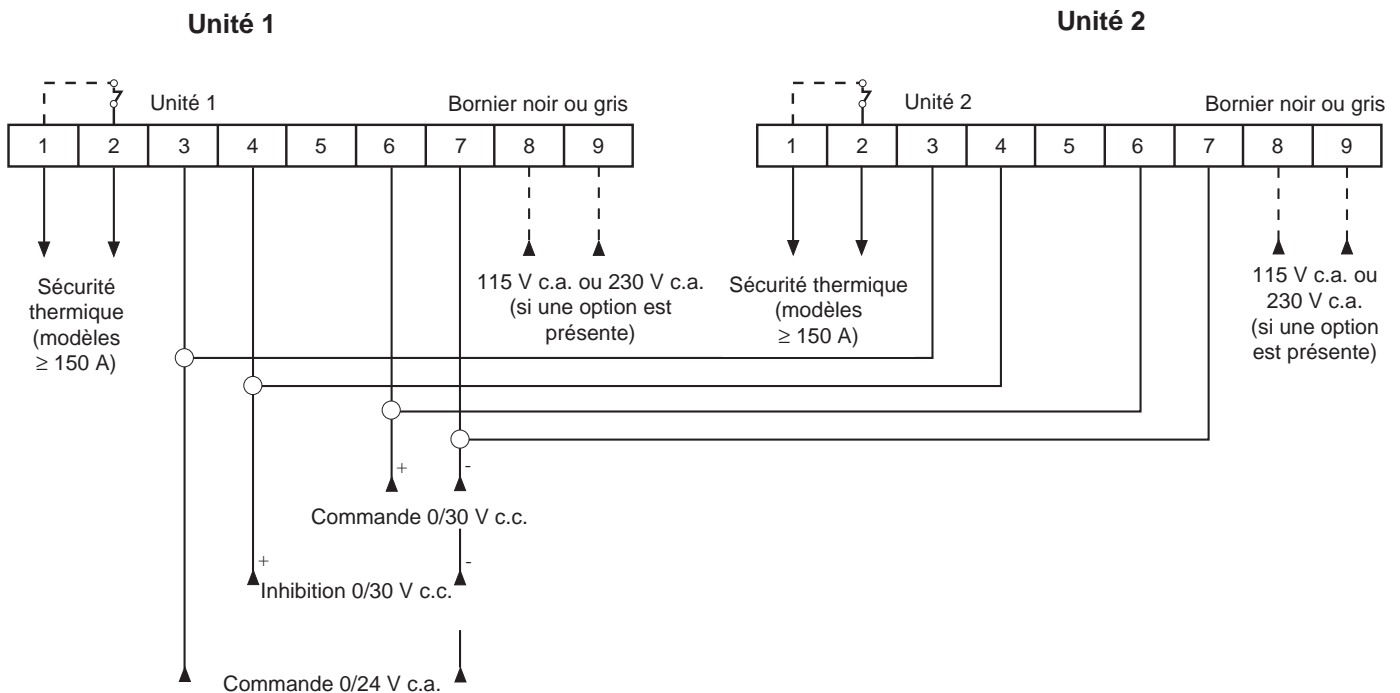 Unité 1
Unité 2
Unité 1
Bornier noir ou gris
Unité 2
Bornier noir ou gris
1 2 3 4 5 6 7 8 9
1 2 3 4 5 6 7 8 9
Sécurité
thermique
(modèles
≥ 150 A)
115 V c.a. ou 230 V c.a.
(si une option est
présente)
Sécurité thermique
(modèles
≥ 150 A)
115 V c.a. ou
230 V c.a.
(si une option
est présente)
+ -
Commande 0/30 V c.c.
+ -
Inhibition 0/30 V c.c.
Commande 0/24 V c.a.